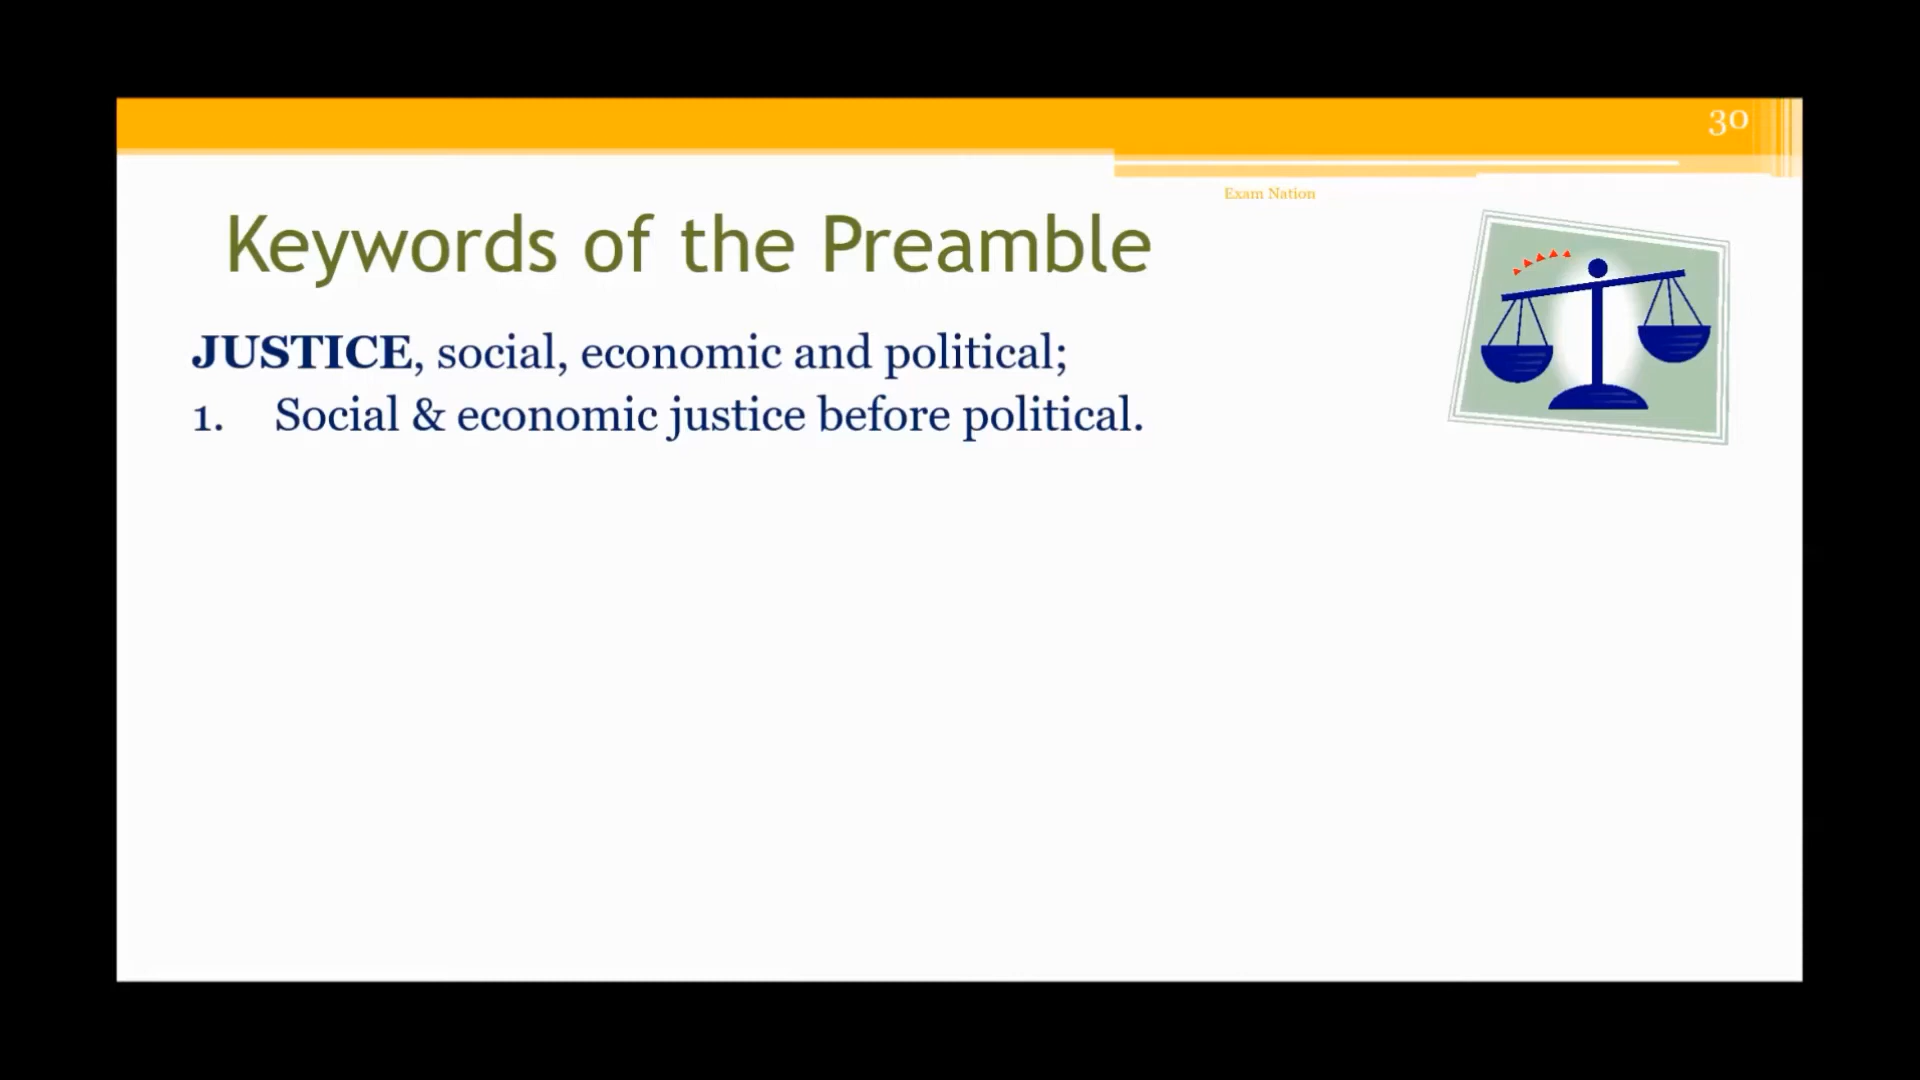 30
Exam Nation
Keywords of the Preamble
JUSTICE, social, economic and political;
1. Social & economic justice before political.